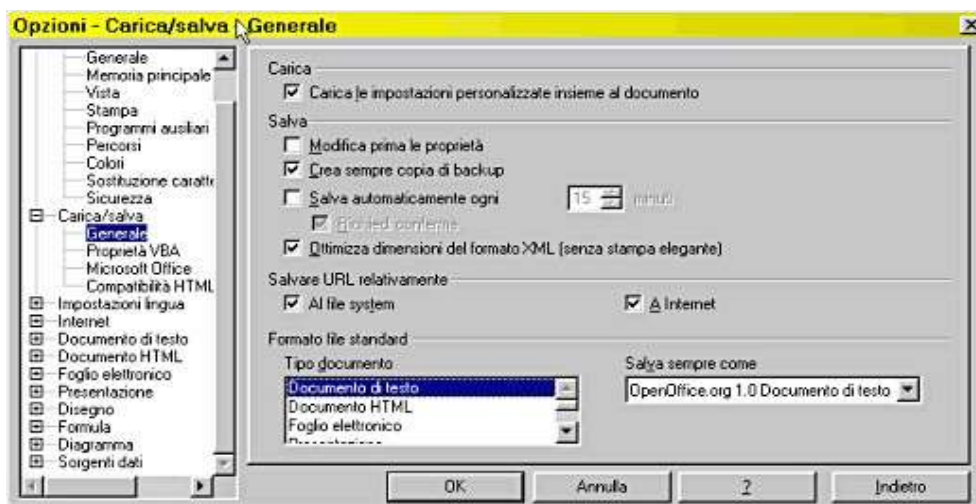 Opzioni - Carica/salva - Generale
Generale
Memoria principale
Vista
Stampa
Programmi ausiliari
Percorsi
Colori
Sostituzione caratte
Sicurezza
Carica/salva
Generale
Proprietà VBA
Microsoft Office
Compatibilità HTML
Impostazioni lingua
Internet
Documento di testo
Documento HTML
Foglio elettronico
Presentazione
Disegno
Formula
Diagramma
Sorgenti dati
Carica
Carica le impostazioni personalizzate insieme al documento
Salva
Modifica prima le proprietà
Crea sempre copia di backup
Salva automaticamente ogni 15 minuti
Richiedi conferma
Ottimizza dimensioni del formato XML (senza stampa elegante)
Salvare URL relativamente
Al file system A Internet
Formato file standard
Tipo documento Salva sempre come
Documento di testo OpenOffice.org 1.0 Documento di testo
Documento HTML
Foglio elettronico
OK Annulla ? Indietro